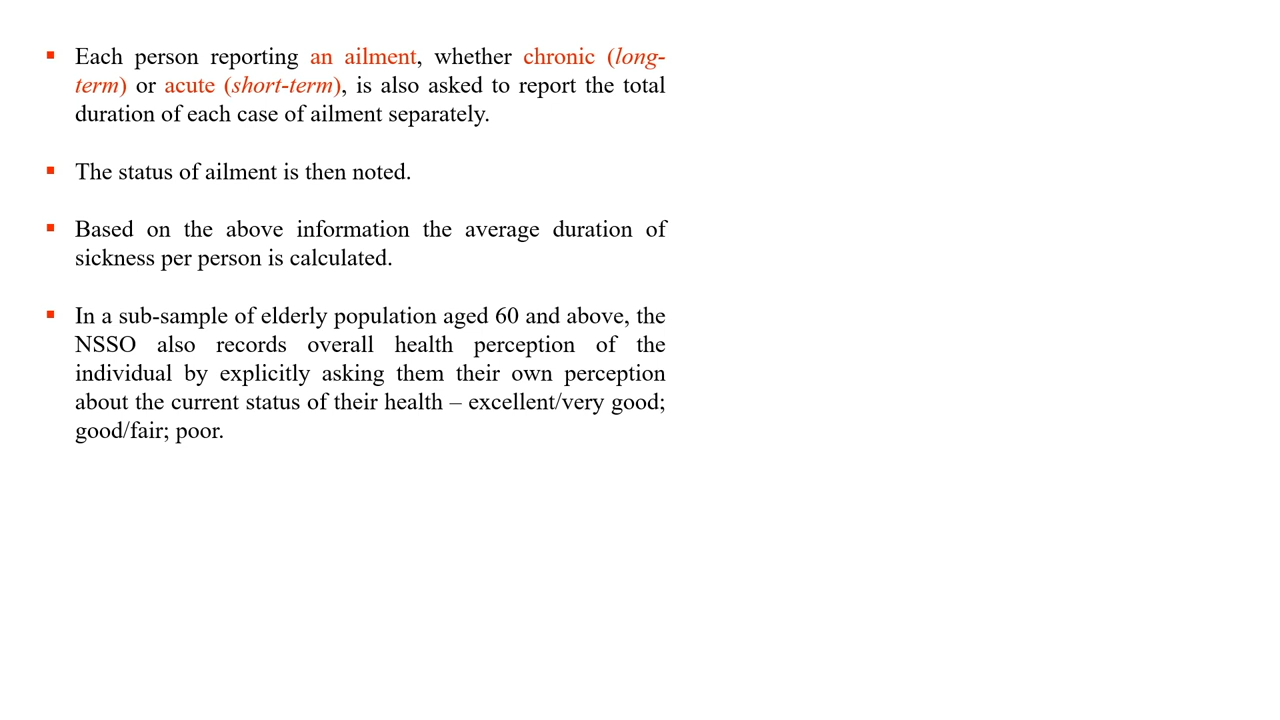 ▪ Each person reporting an ailment, whether chronic (long-
term) or acute (short-term), is also asked to report the total
duration of each case of ailment separately.
▪ The status of ailment is then noted.
▪ Based on the above information the average duration of
sickness per person is calculated.
▪ In a sub-sample of elderly population aged 60 and above, the
NSSO also records overall health perception of the
individual by explicitly asking them their own perception
about the current status of their health – excellent/very good;
good/fair; poor.